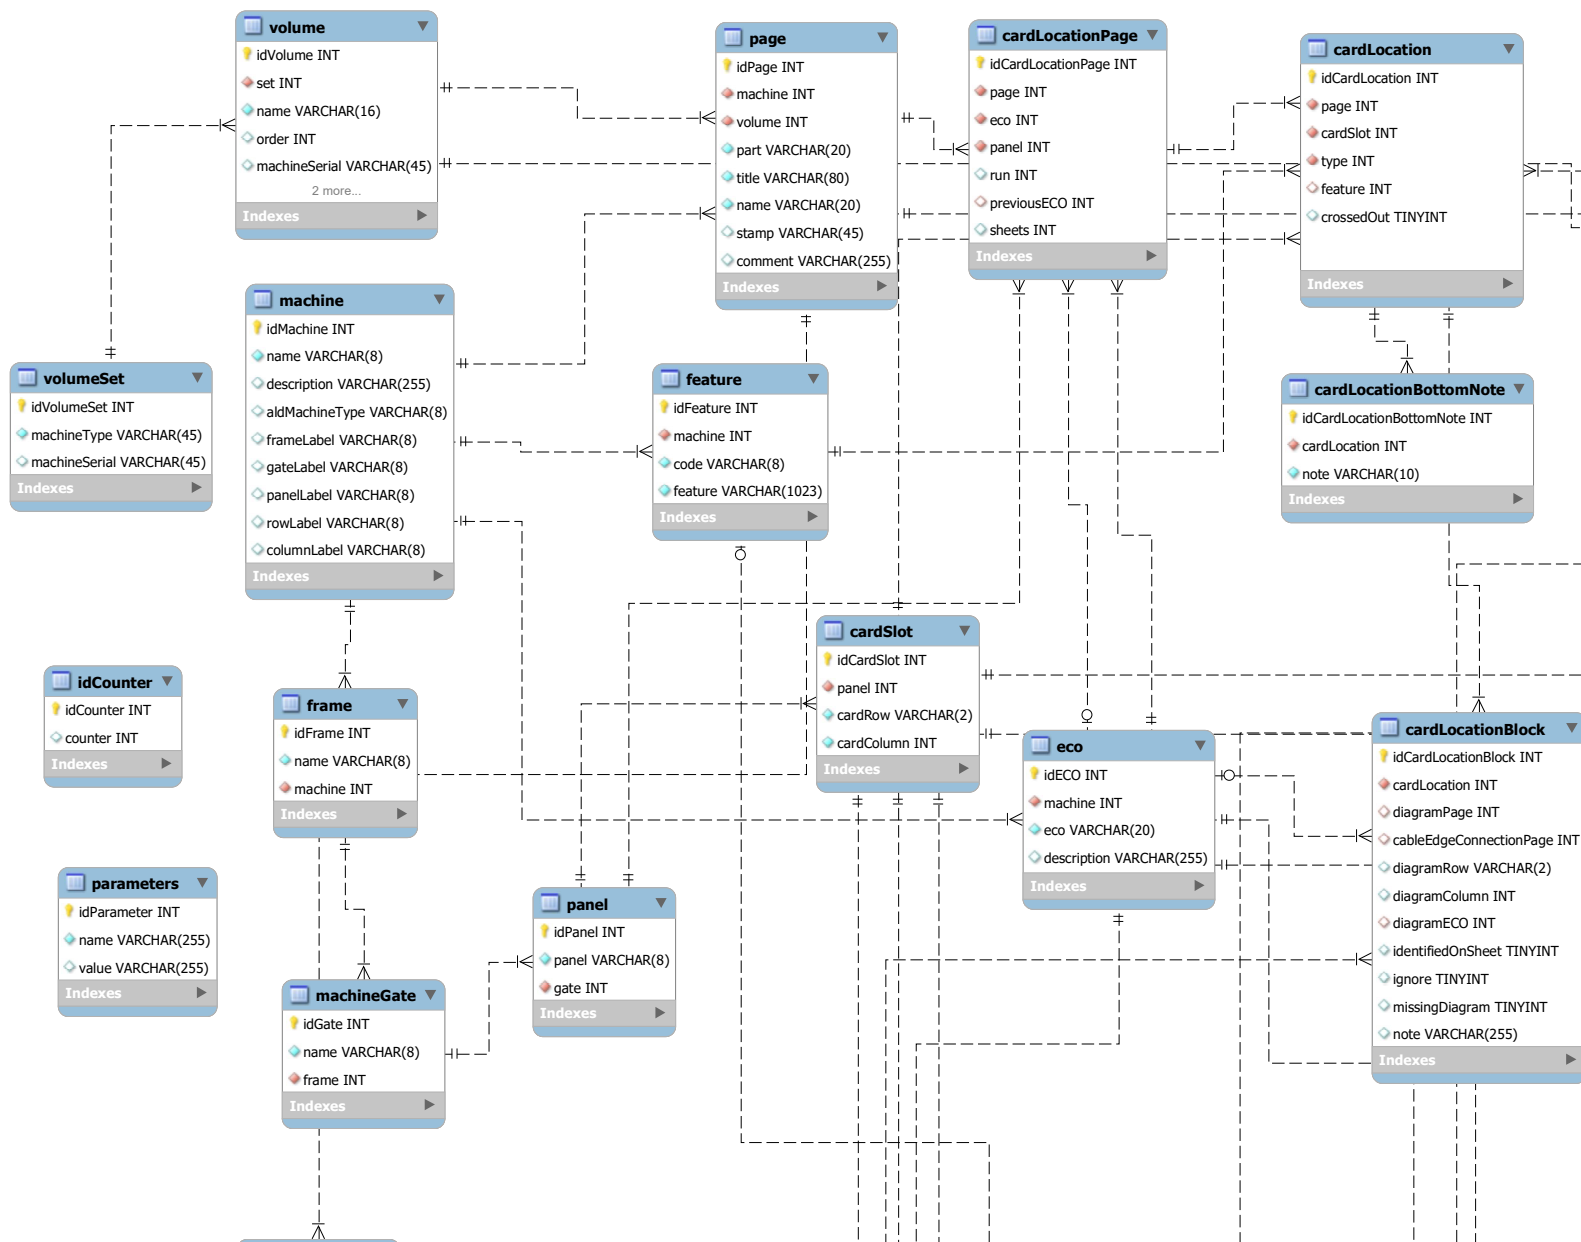 volume
idVolume INT
set INT
name VARCHAR(16)
order INT
machineSerial VARCHAR(45)
2 more...
Indexes
page
idPage INT
machine INT
volume INT
part VARCHAR(20)
title VARCHAR(80)
name VARCHAR(20)
stamp VARCHAR(45)
comment VARCHAR(255)
Indexes
cardLocationPage
idCardLocationPage INT
page INT
eco INT
panel INT
run INT
previousECO INT
sheets INT
Indexes
cardLocation
idCardLocation INT
page INT
cardSlot INT
type INT
feature INT
crossedOut TINYINT
Indexes
volumeSet
idVolumeSet INT
machineType VARCHAR(45)
machineSerial VARCHAR(45)
Indexes
machine
idMachine INT
name VARCHAR(8)
description VARCHAR(255)
aldMachineType VARCHAR(8)
frameLabel VARCHAR(8)
gateLabel VARCHAR(8)
panelLabel VARCHAR(8)
rowLabel VARCHAR(8)
columnLabel VARCHAR(8)
Indexes
feature
idFeature INT
machine INT
code VARCHAR(8)
feature VARCHAR(1023)
Indexes
cardLocationBottomNote
idCardLocationBottomNote INT
cardLocation INT
note VARCHAR(10)
Indexes
idCounter
idCounter INT
counter INT
Indexes
frame
idFrame INT
name VARCHAR(8)
machine INT
Indexes
cardSlot
idCardSlot INT
panel INT
cardRow VARCHAR(2)
cardColumn INT
Indexes
eco
idECO INT
machine INT
eco VARCHAR(20)
description VARCHAR(255)
Indexes
cardLocationBlock
idCardLocationBlock INT
cardLocation INT
diagramPage INT
cableEdgeConnectionPage INT
diagramRow VARCHAR(2)
diagramColumn INT
diagramECO INT
identifiedOnSheet TINYINT
ignore TINYINT
missingDiagram TINYINT
note VARCHAR(255)
Indexes
parameters
idParameter INT
name VARCHAR(255)
value VARCHAR(255)
Indexes
panel
idPanel INT
panel VARCHAR(8)
gate INT
Indexes
machineGate
idGate INT
name VARCHAR(8)
frame INT
Indexes